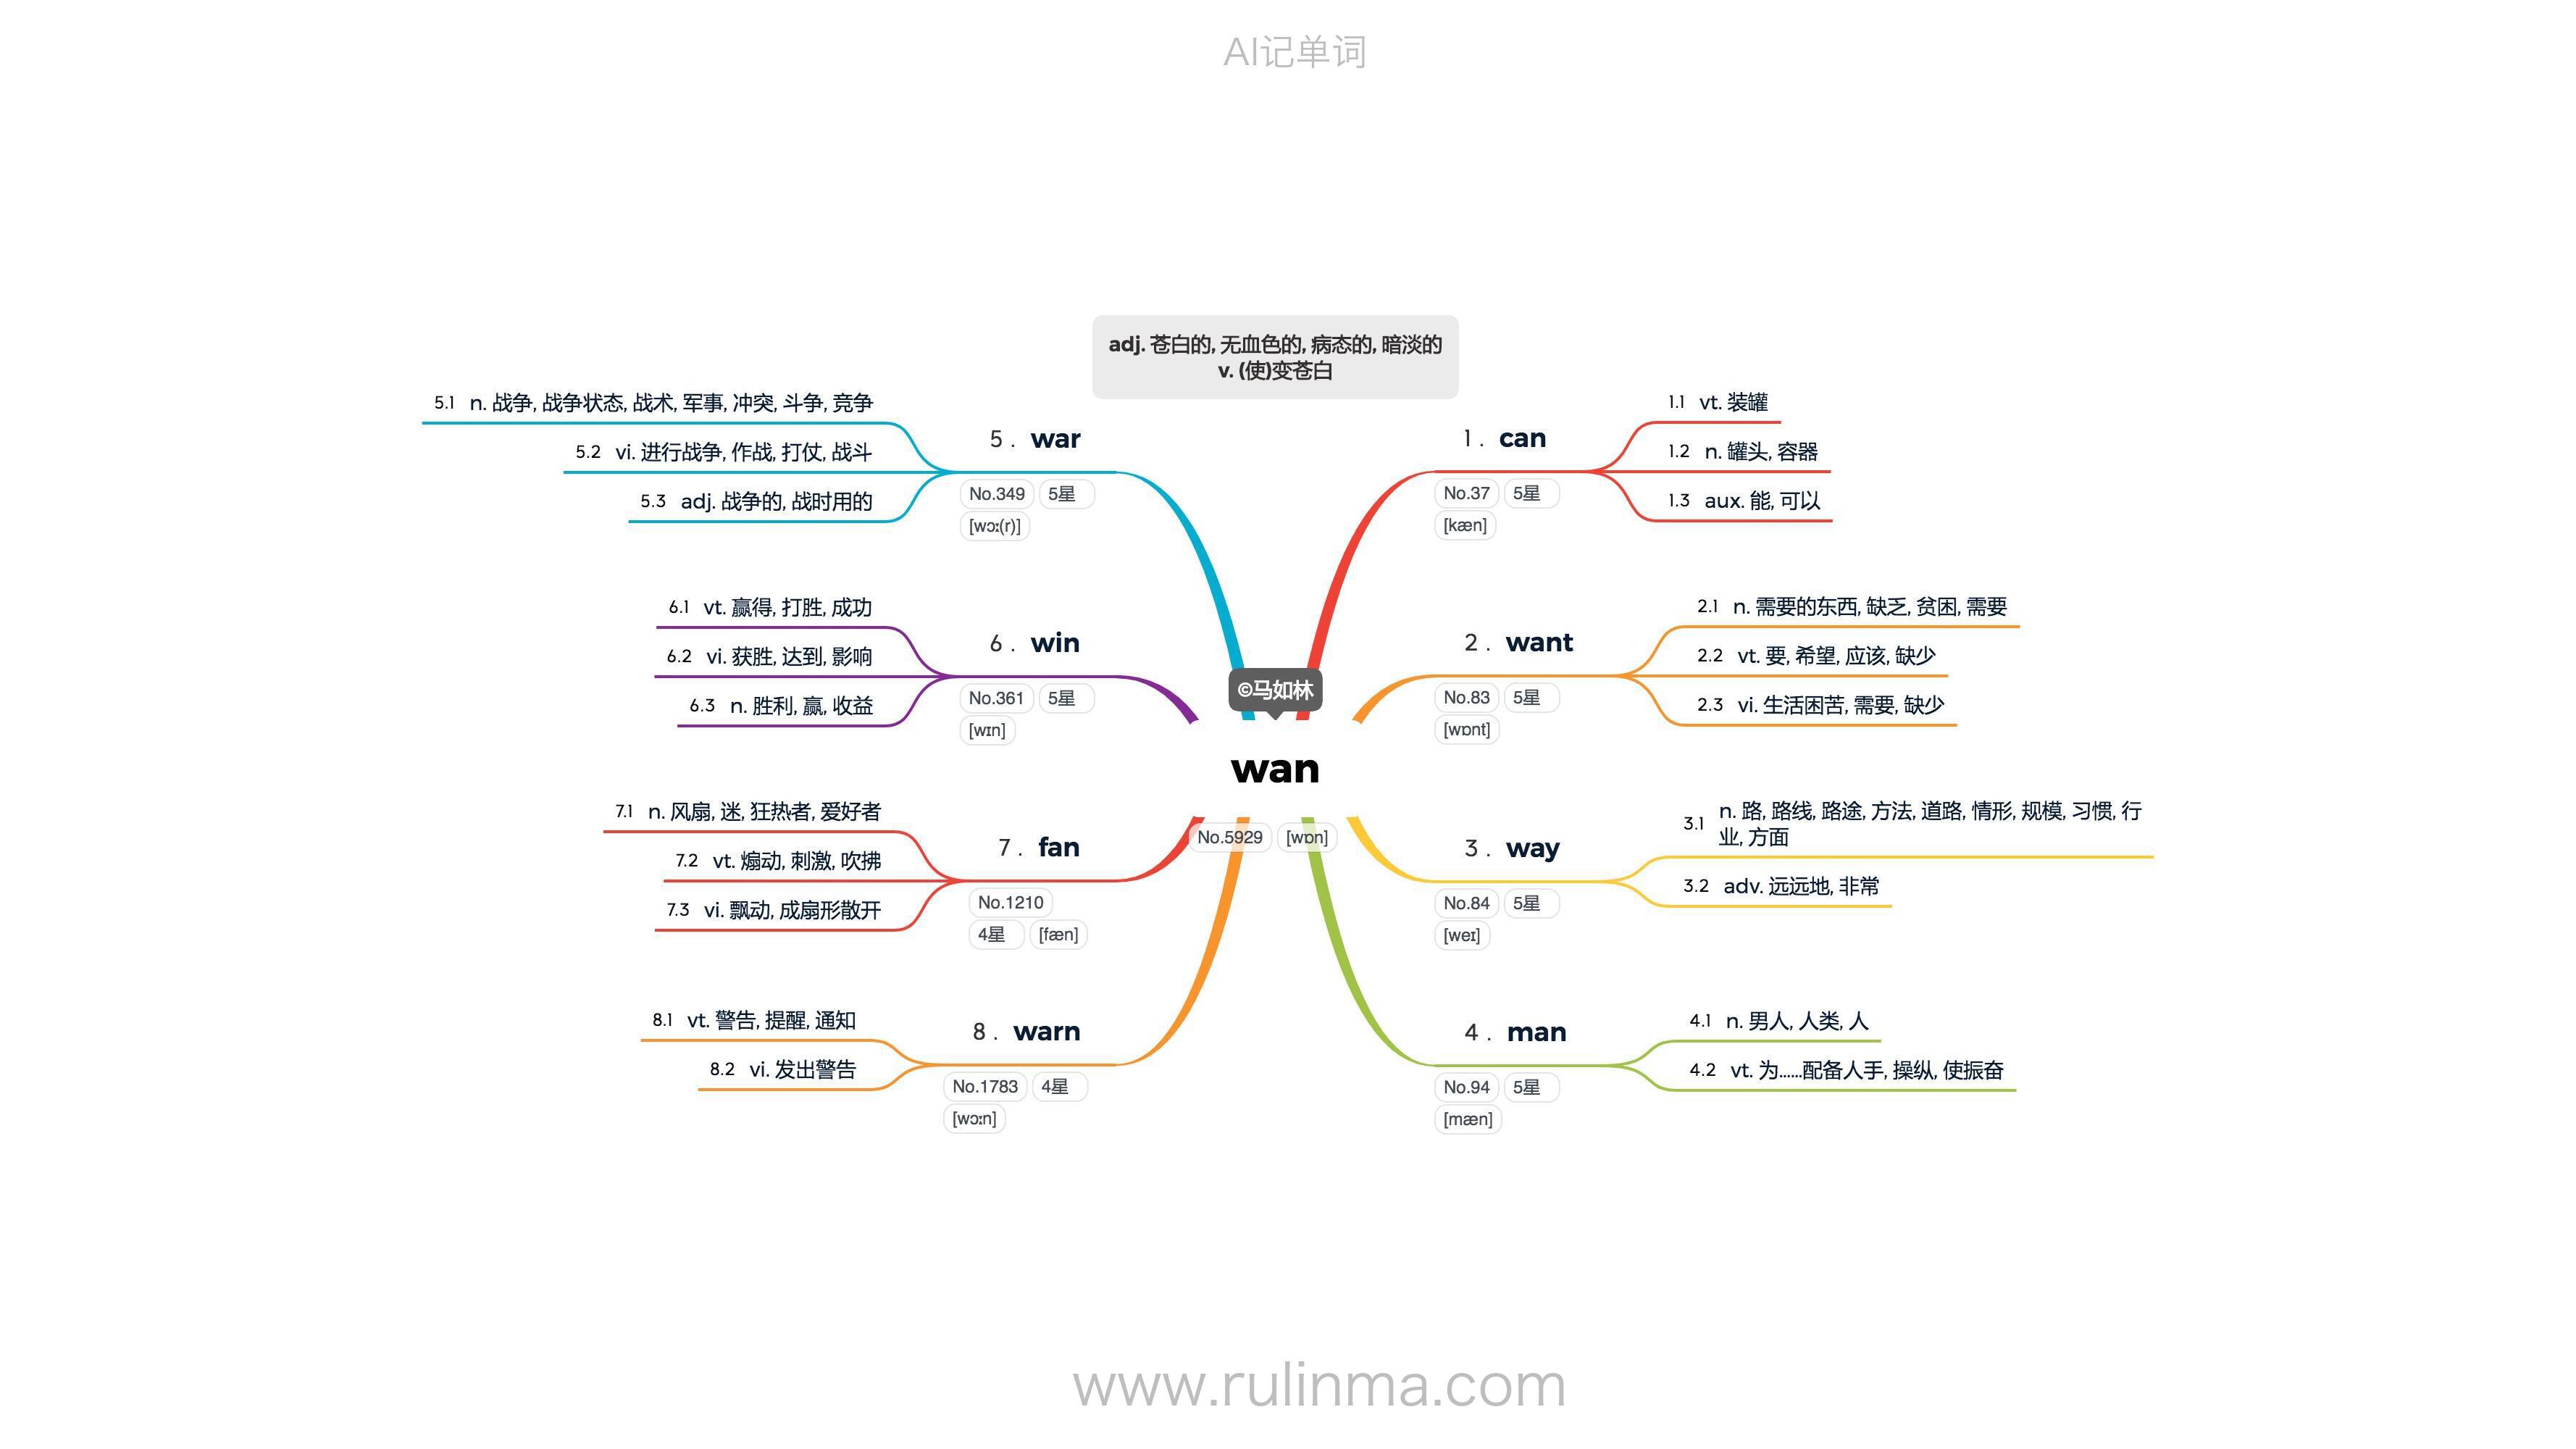 AI记单词
adj. 苍白的, 无血色的, 病态的, 暗淡的
v. (使)变苍白
©马如林
wan
No.5929 [wɒn]
1 . can
No.37 5星
[kæn]
1.1 vt. 装罐
1.2 n. 罐头, 容器
1.3 aux. 能, 可以
2 . want
No.83 5星
[wɒnt]
2.1 n. 需要的东西, 缺乏, 贫困, 需要
2.2 vt. 要, 希望, 应该, 缺少
2.3 vi. 生活困苦, 需要, 缺少
3 . way
No.84 5星
[weɪ]
3.1 n. 路, 路线, 路途, 方法, 道路, 情形, 规模, 习惯, 行
业, 方面
3.2 adv. 远远地, 非常
4 . man
No.94 5星
[mæn]
4.1 n. 男人, 人类, 人
4.2 vt. 为……配备人手, 操纵, 使振奋
5 . war
No.349 5星
[wɔː(r)]
5.1 n. 战争, 战争状态, 战术, 军事, 冲突, 斗争, 竞争
5.2 vi. 进行战争, 作战, 打仗, 战斗
5.3 adj. 战争的, 战时用的
6 . win
No.361 5星
[wɪn]
6.1 vt. 赢得, 打胜, 成功
6.2 vi. 获胜, 达到, 影响
6.3 n. 胜利, 赢, 收益
7 . fan
No.1210
4星 [fæn]
7.1 n. 风扇, 迷, 狂热者, 爱好者
7.2 vt. 煽动, 刺激, 吹拂
7.3 vi. 飘动, 成扇形散开
8 . warn
No.1783 4星
[wɔːn]
8.1 vt. 警告, 提醒, 通知
8.2 vi. 发出警告
www.rulinma.com